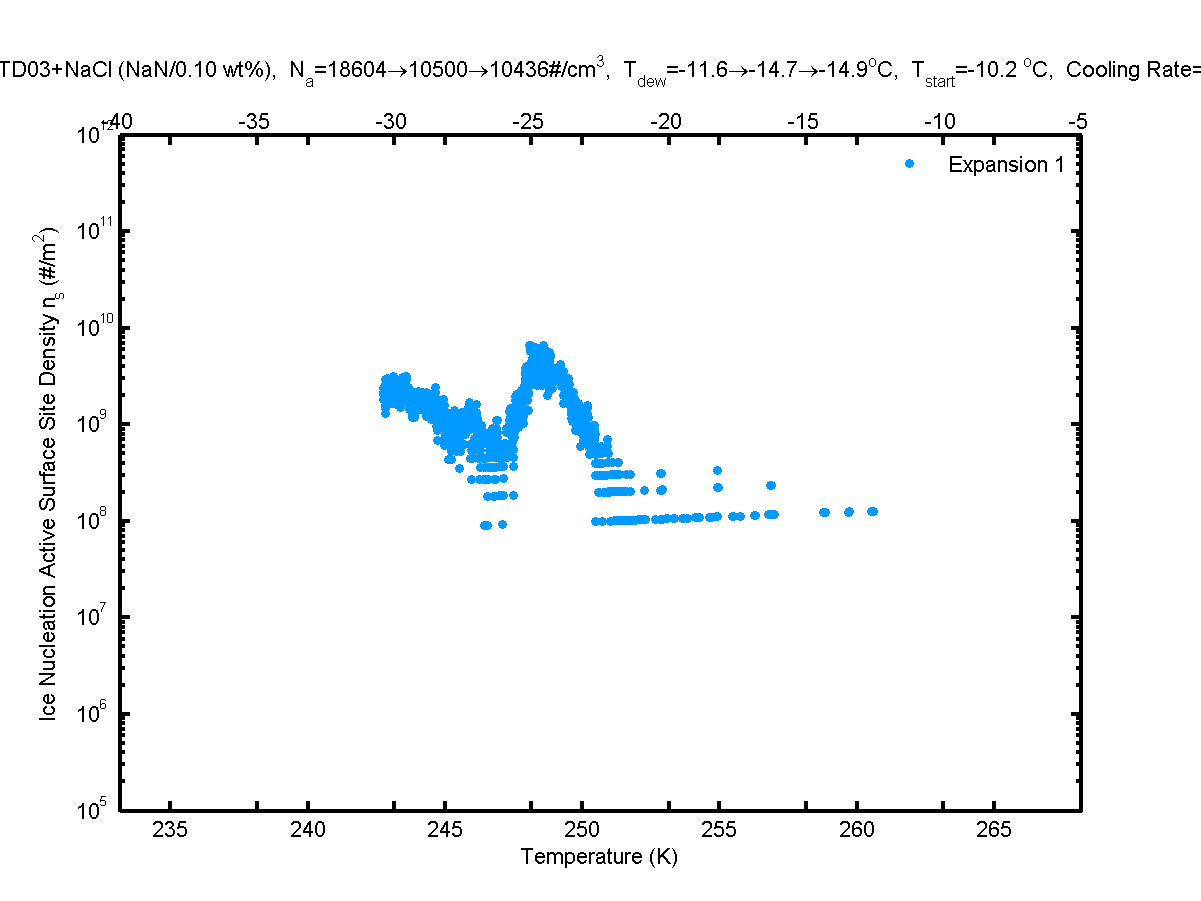 TD03+NaCl (NaN/0.10 wt%), Na=18604→10500→10436#/cm3, Tdew=-11.6→-14.7→-14.9oC, Tstart=-10.2 oC, Cooling Rate=
-40 -35 -30 -25 -20 -15 -10 -5
Expansion 1
1012
1011
1010
109
108
107
106
105
Ice Nucleation Active Surface Site Density ns (#/m2)
235 240 245 250 255 260 265
Temperature (K)